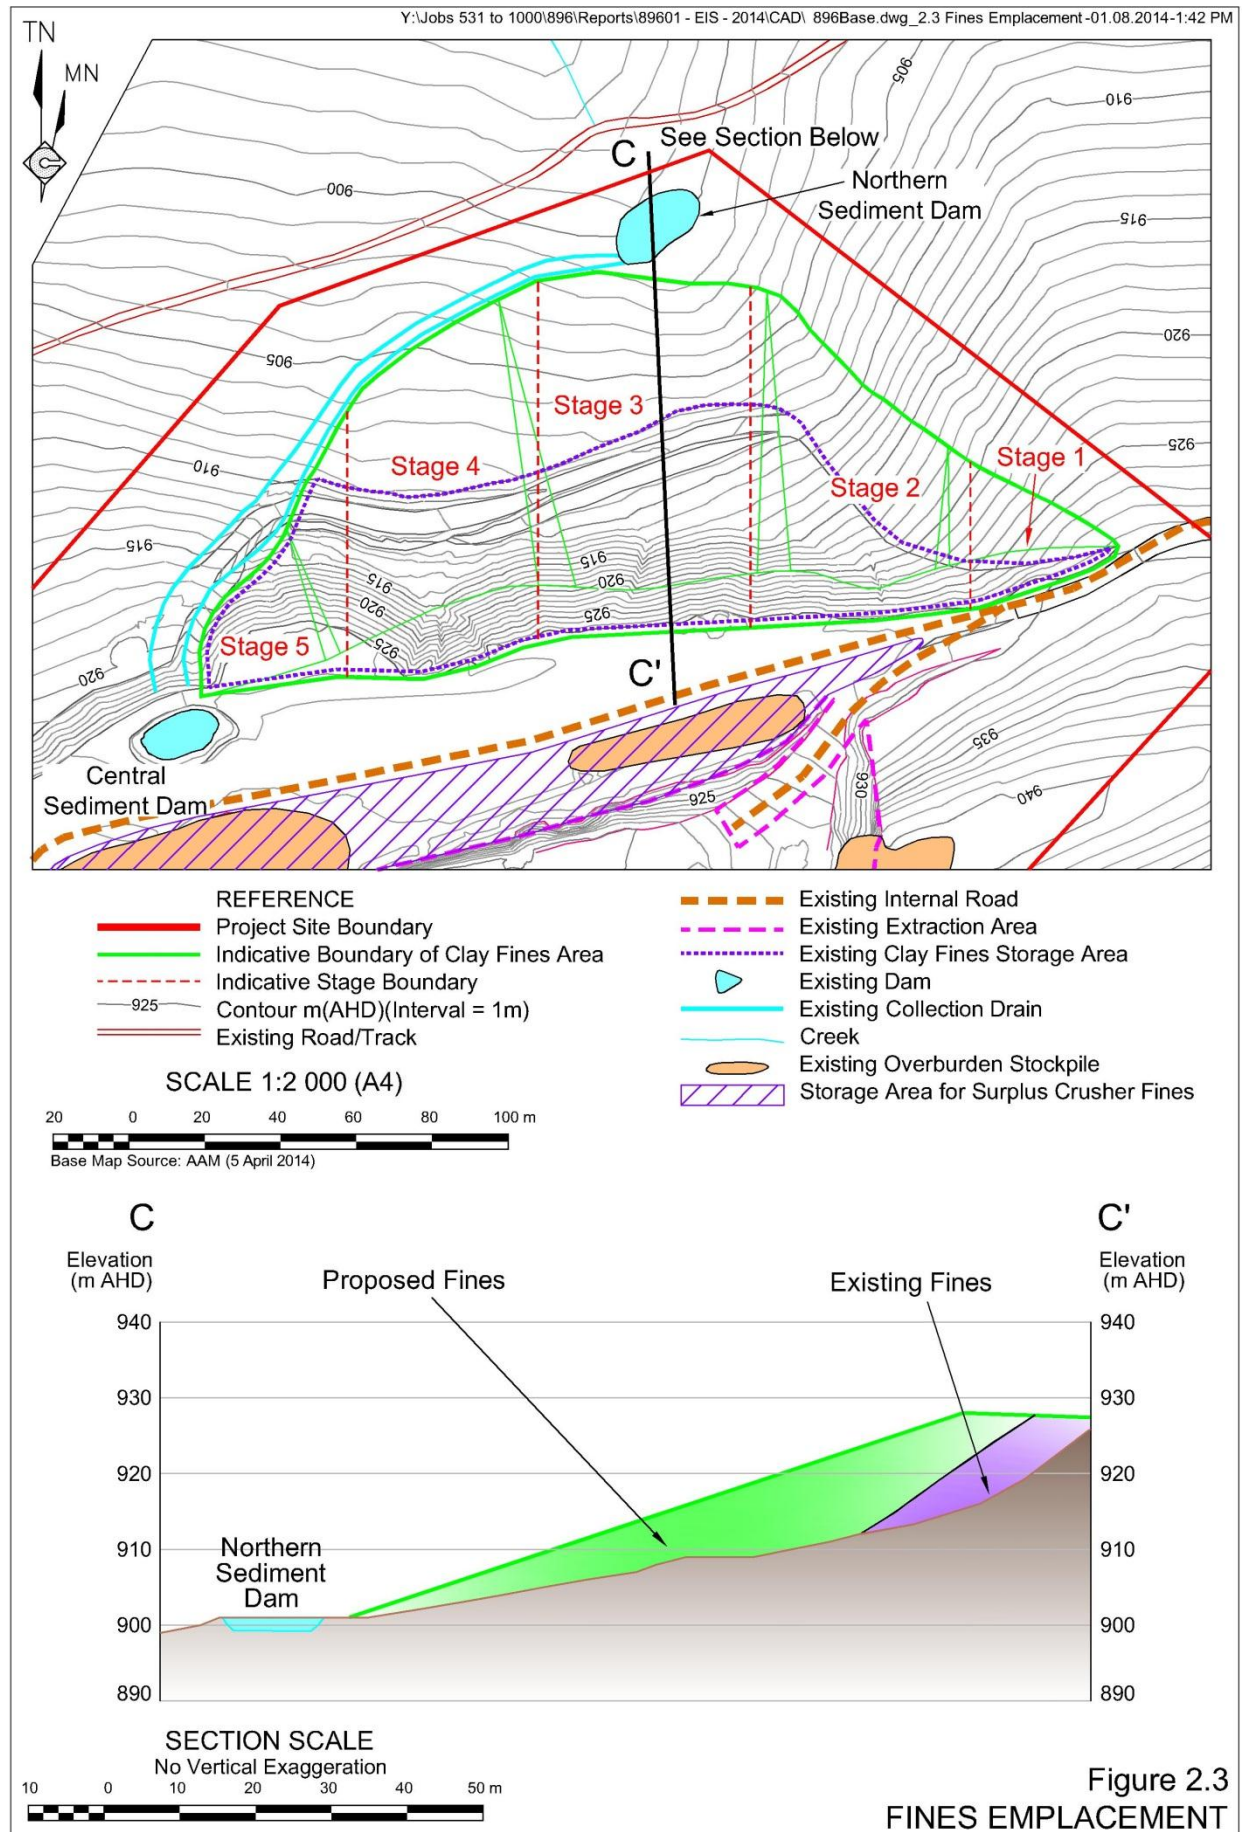 Y:\Jobs 531 to 1000\896\Reports\89601 - EIS - 2014\CAD\ 896Base.dwg_2.3 Fines Emplacement -01.08.2014-1:42 PM
TN
MN
905
910
See Section Below
C
Northern
Sediment Dam
900
915
905
920
Stage 3
925
Stage 1
Stage 4
910
Stage 2
915
915
915
920
920
925
925
Stage 5
920
C'
935
Central
Sediment Dam
925
930
940
REFERENCE
Project Site Boundary
Indicative Boundary of Clay Fines Area
Indicative Stage Boundary
925
Contour m(AHD)(Interval = 1m)
Existing Road/Track
Existing Internal Road
Existing Extraction Area
Existing Clay Fines Storage Area
Existing Dam
Existing Collection Drain
Creek
Existing Overburden Stockpile
Storage Area for Surplus Crusher Fines
SCALE 1:2 000 (A4)
20 0 20 40 60 80 100 m
Base Map Source: AAM (5 April 2014)
C
C'
Elevation
(m AHD)
Elevation
(m AHD)
Proposed Fines
Existing Fines
940
940
930
930
920
920
910
910
Northern
Sediment
Dam
900
900
890
890
SECTION SCALE
No Vertical Exaggeration
10 0 10 20 30 40 50 m
Figure 2.3
FINES EMPLACEMENT